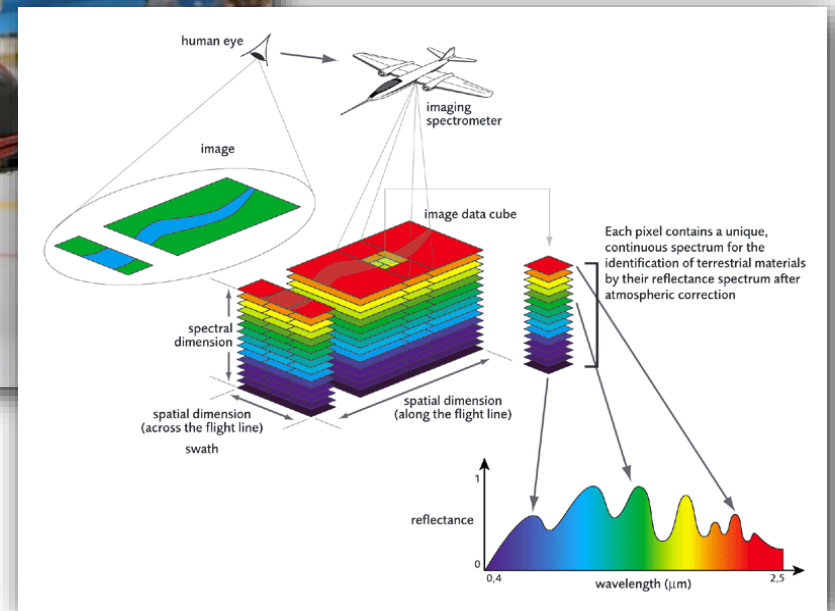 human eye
imaging
spectrometer
image
image data cube
Each pixel contains a unique,
continuous spectrum for the
identification of terrestrial materials
by their reflectance spectrum after
atmospheric correction
spectral
dimension
spatial dimension
(across the flight line)
spatial dimension
(along the flight line)
swath
1
reflectance
0
0,4
wavelength (μm)
2,5